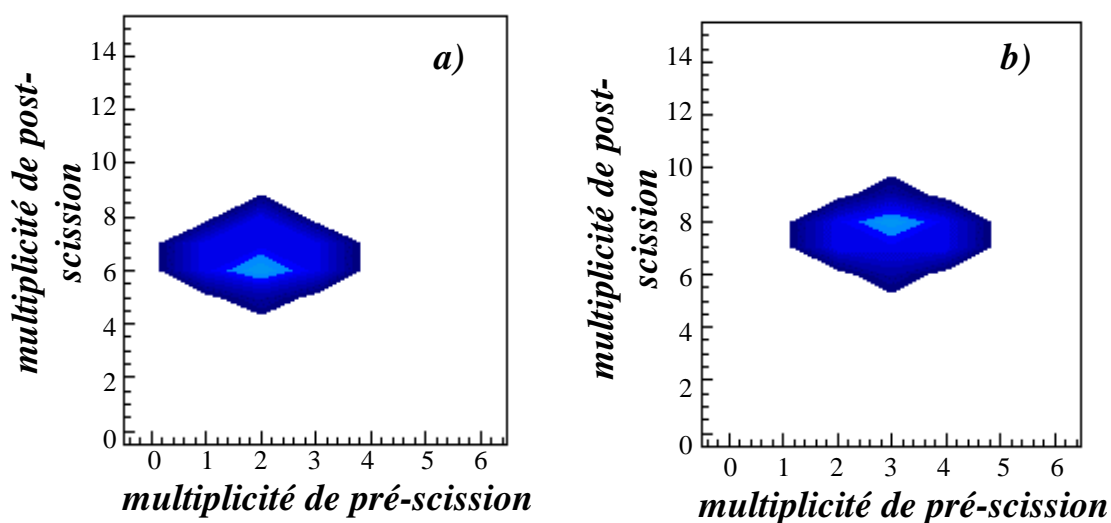 a)
multiplicité de post-
scission
14
12
10
8
6
4
2
0
0 1 2 3 4 5 6
multiplicité de pré-scission
b)
multiplicité de post-
scission
14
12
10
8
6
4
2
0
0 1 2 3 4 5 6
multiplicité de pré-scission